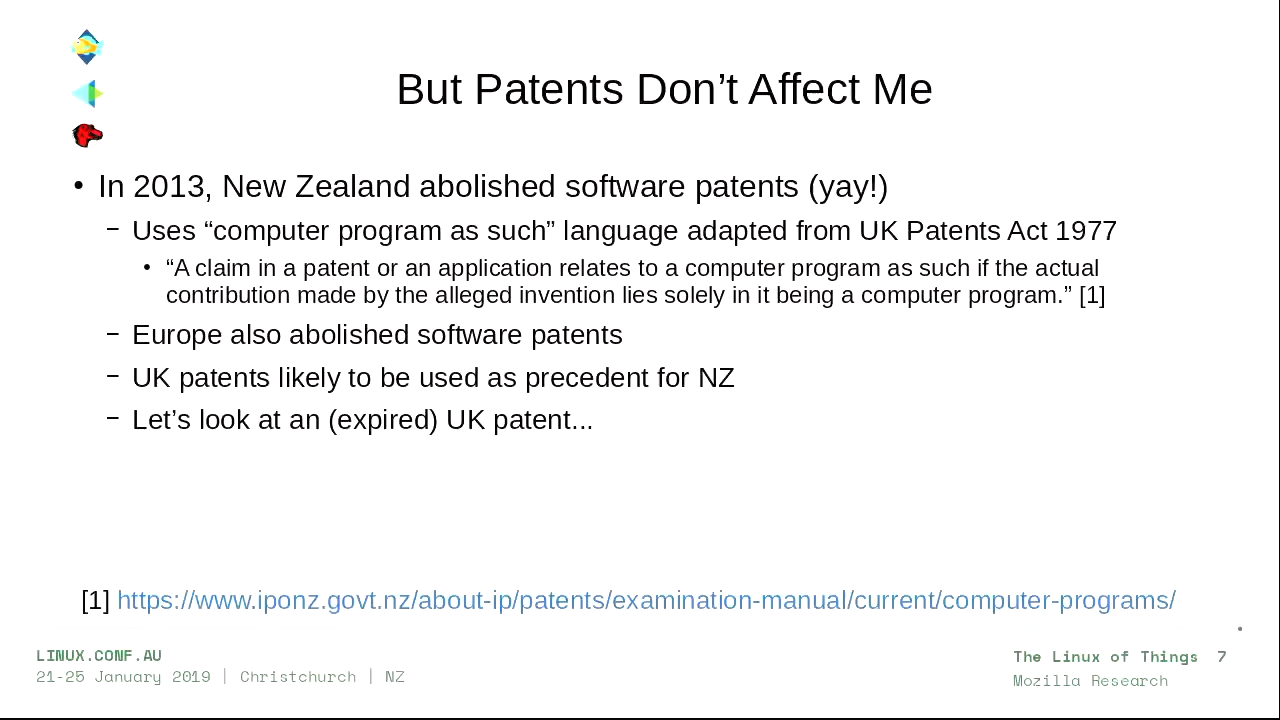 But Patents Don’t Affect Me
• In 2013, New Zealand abolished software patents (yay!)
– Uses “computer program as such” language adapted from UK Patents Act 1977
• “A claim in a patent or an application relates to a computer program as such if the actual
contribution made by the alleged invention lies solely in it being a computer program.” [1]
– Europe also abolished software patents
– UK patents likely to be used as precedent for NZ
– Let’s look at an (expired) UK patent...
[1] https://www.iponz.govt.nz/about-ip/patents/examination-manual/current/computer-programs/
LINUX.CONF.AU
21-25 January 2019 | Christchurch | NZ
The Linux of Things 7
Mozilla Research